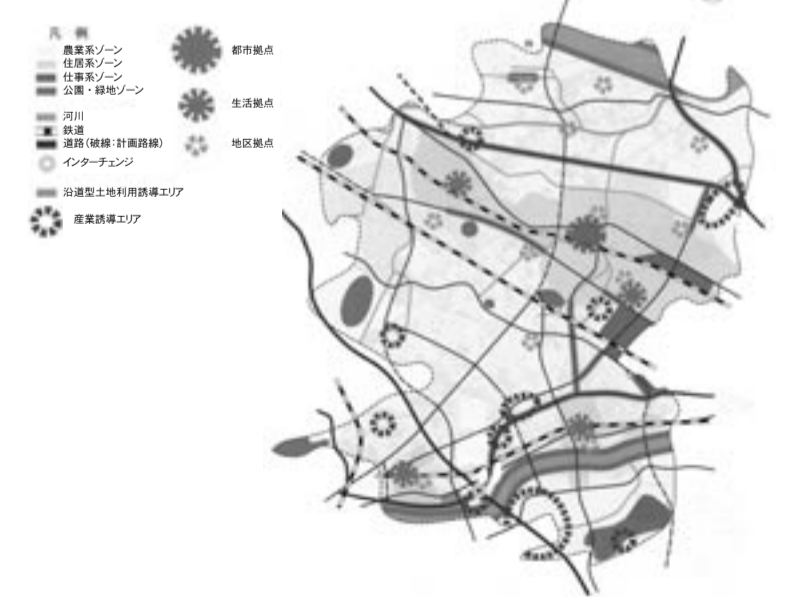 凡 例
農業系ゾーン
住居系ゾーン
仕事系ゾーン
公園・緑地ゾーン
河川
鉄道
道路(破線:計画路線)
インターチェンジ
沿道型土地利用誘導エリア
産業誘導エリア
都市拠点
生活拠点
地区拠点